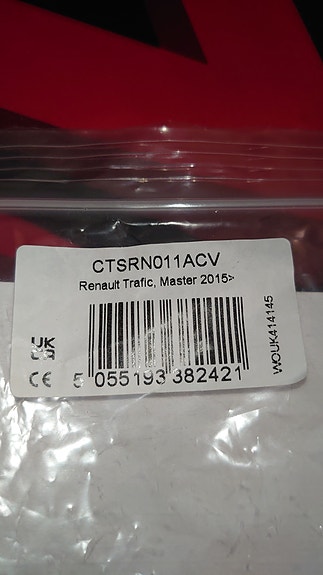 CTSRN011ACV
Renault Trafic, Master 2015>
WOUK414145
UK
CA
CE
5 055193 382421